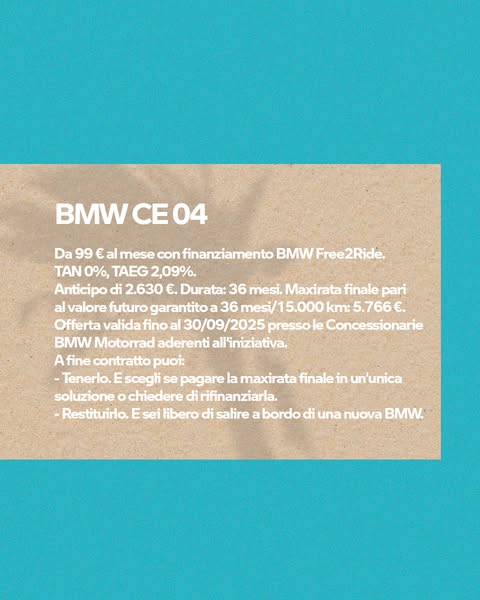 BMW CE 04
Da 99 € al mese con finanziamento BMW Free2Ride.
TAN 0%, TAEG 2,09%.
Anticipo di 2.630 €. Durata: 36 mesi. Maxirata finale pari
al valore futuro garantito a 36 mesi/15.000 km: 5.766 €.
Offerta valida fino al 30/09/2025 presso le Concessionarie
BMW Motorrad aderenti all'iniziativa.
A fine contratto puoi:
- Tenerlo. E scegli se pagare la maxirata finale in un'unica
soluzione o chiedere di rifinanziarla.
- Restituirlo. E sei libero di salire a bordo di una nuova BMW.